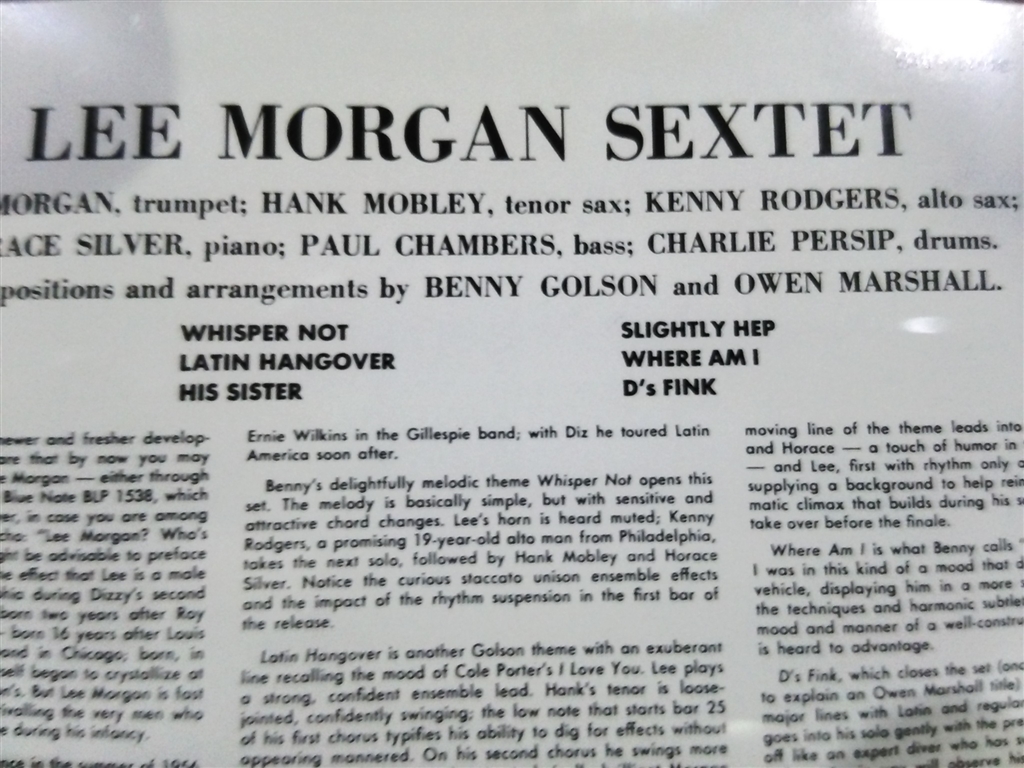 LEE MORGAN SEXTET
MORGAN, trumpet; HANK MOBLEY, tenor sax; KENNY RODGERS, alto sax;
ACE SILVER, piano; PAUL CHAMBERS, bass; CHARLIE PERSIP, drums.
positions and arrangements by BENNY GOLSON and OWEN MARSHALL.
WHISPER NOT
LATIN HANGOVER
HIS SISTER
SLIGHTLY HEP
WHERE AM I
D's FINK
newer and fresher develop-
are that by now you may
Morgan — either through
Blue Note BLP 1538, which
er, in case you are among
"Lee Morgan? Who's
be advisable to preface
effect that Lee is a male
during Dizzy's second
born two years after Roy
born 16 years after Louis
and in Chicago; born, in
self began to crystallize at
But Lee Morgan is fast
rivalling the very men who
during his infancy.
in the summer of 1956
Ernie Wilkins in the Gillespie band; with Diz he toured Latin
America soon after.
Benny's delightfully melodic theme Whisper Not opens this
set. The melody is basically simple, but with sensitive and
attractive chord changes. Lee's horn is heard muted; Kenny
Rodgers, a promising 19-year-old alto man from Philadelphia,
takes the next solo, followed by Hank Mobley and Horace
Silver. Notice the curious staccato unison ensemble effects
and the impact of the rhythm suspension in the first bar of
the release.
Latin Hangover is another Golson theme with an exuberant
line recalling the mood of Cole Porter's I Love You. Lee plays
a strong, confident ensemble lead. Hank's tenor is loose-
jointed, confidently swinging; the low note that starts bar 25
of his first chorus typifies his ability to dig for effects without
appearing mannered. On his second chorus he swings more
moving line of the theme leads into
and Horace — a touch of humor in
— and Lee, first with rhythm only
supplying a background to help
matic climax that builds during his
take over before the finale.
Where Am I is what Benny calls
I was in this kind of a mood that
vehicle, displaying him in a more
the techniques and harmonic
mood and manner of a
is heard to advantage.
D's Fink, which closes the set
to explain an Owen Marshall title)
major lines with Latin and
goes into his solo gently with the
off like an expert diver who has
will observe his